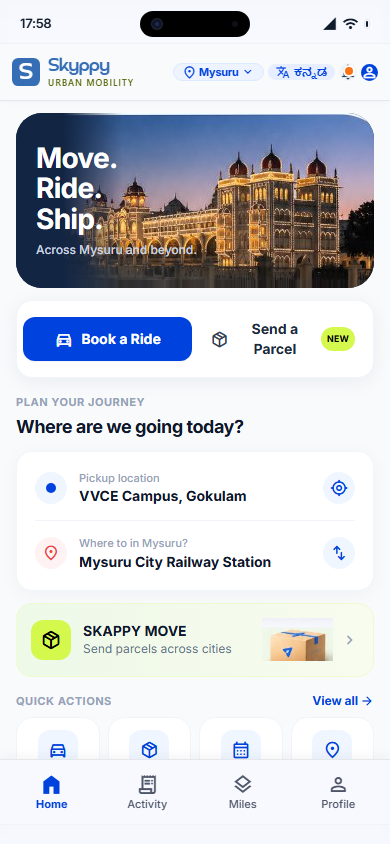 17:58
S Skyppy
URBAN MOBILITY
Mysuru
ಕನ್ನಡ
Move.
Ride.
Ship.
Across Mysuru and beyond.
Book a Ride
Send a
Parcel
NEW
PLAN YOUR JOURNEY
Where are we going today?
Pickup location
VVCE Campus, Gokulam
Where to in Mysuru?
Mysuru City Railway Station
SKAPPY MOVE
Send parcels across cities
QUICK ACTIONS
View all →
Home
Activity
Miles
Profile